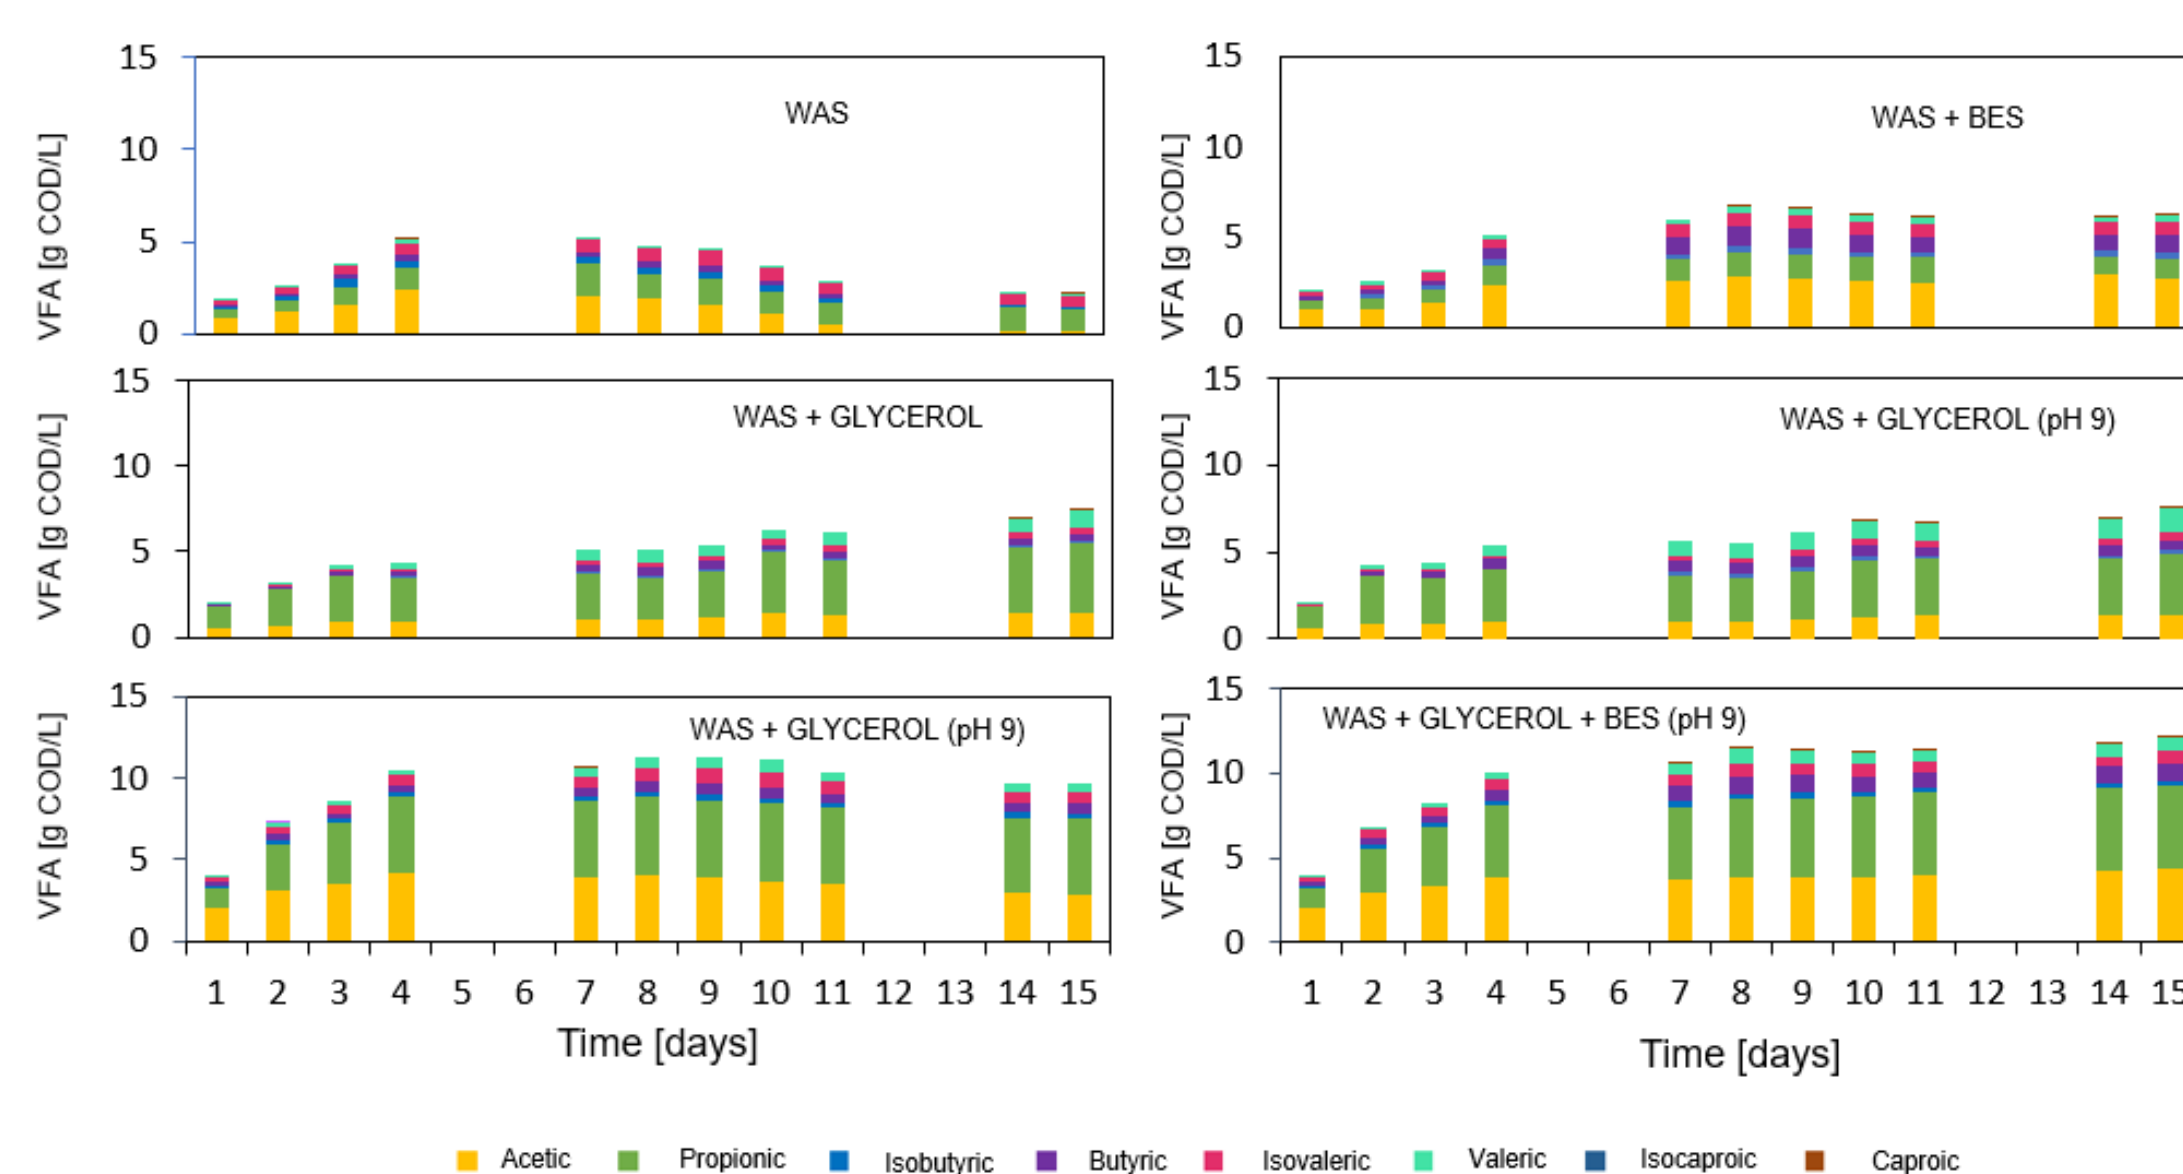 15
10
5
0
VFA [g COD/L]
WAS
15
10
5
0
VFA [g COD/L]
WAS + BES
15
10
5
0
VFA [g COD/L]
WAS + GLYCEROL
15
10
5
0
VFA [g COD/L]
WAS + GLYCEROL (pH 9)
15
10
5
0
VFA [g COD/L]
WAS + GLYCEROL (pH 9)
1 2 3 4 5 6 7 8 9 10 11 12 13 14 15
Time [days]
15
10
5
0
VFA [g COD/L]
WAS + GLYCEROL + BES (pH 9)
1 2 3 4 5 6 7 8 9 10 11 12 13 14 15
Time [days]
Acetic Propionic Isobutyric Butyric Isovaleric Valeric Isocaproic Caproic